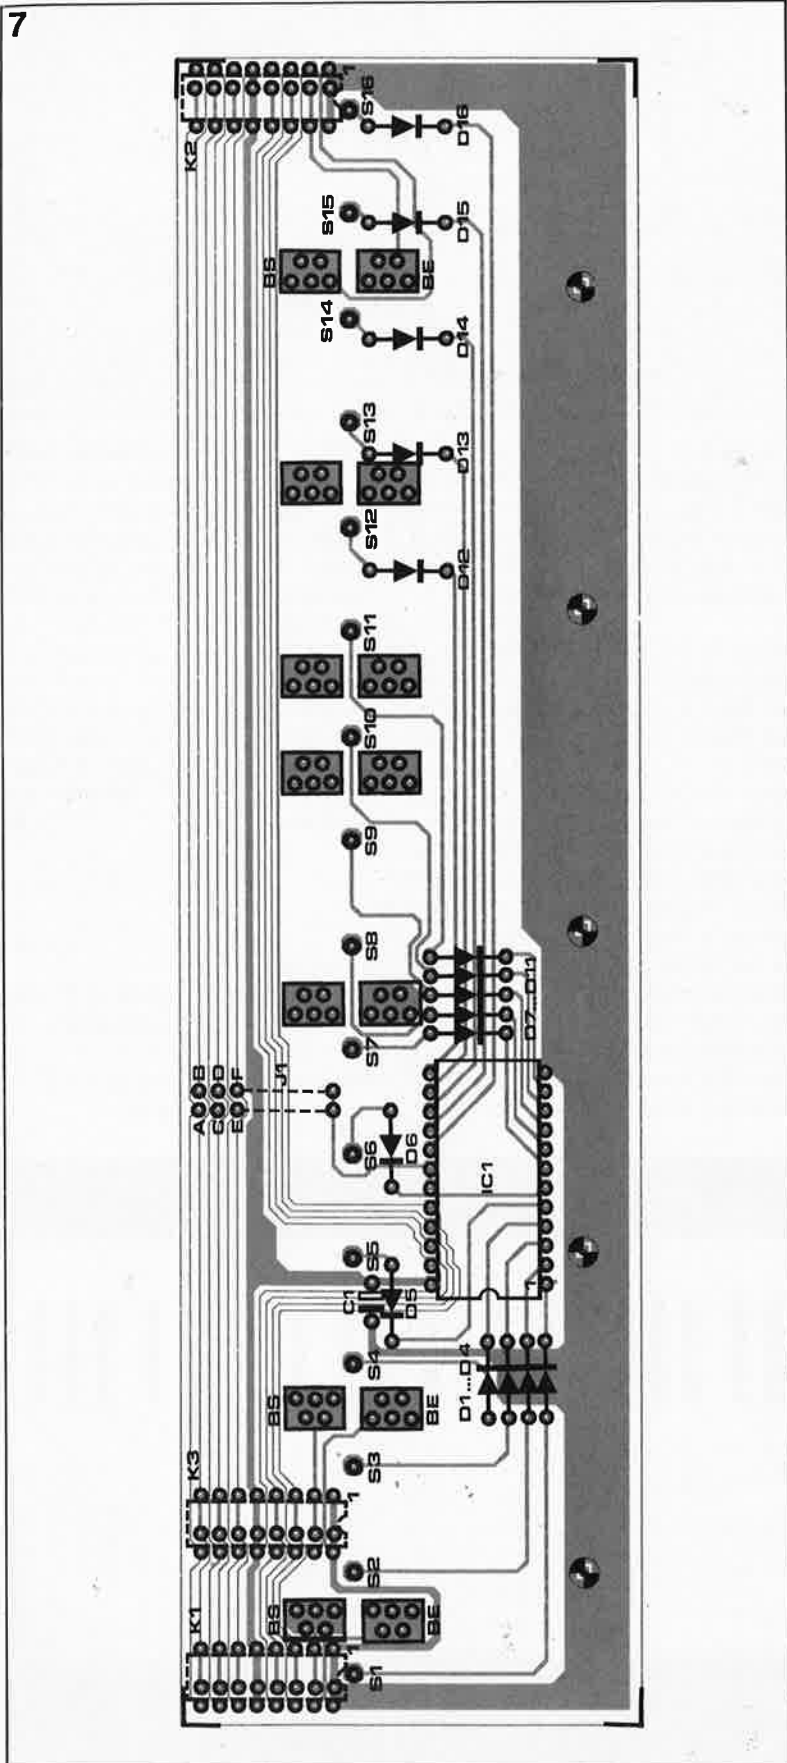 7
1
S16
D16
K2
S15
D15
BS
BE
S14
D14
S13
D13
S12
D12
S11
S10
S9
S8
D7...D11
S7
J1
B
D
F
A
C
E
S6
D6
IC1
S5
1
C1
D5
S4
D1...D4
BS
BE
K3
S3
1
S2
K1
BS
BE
1
S1